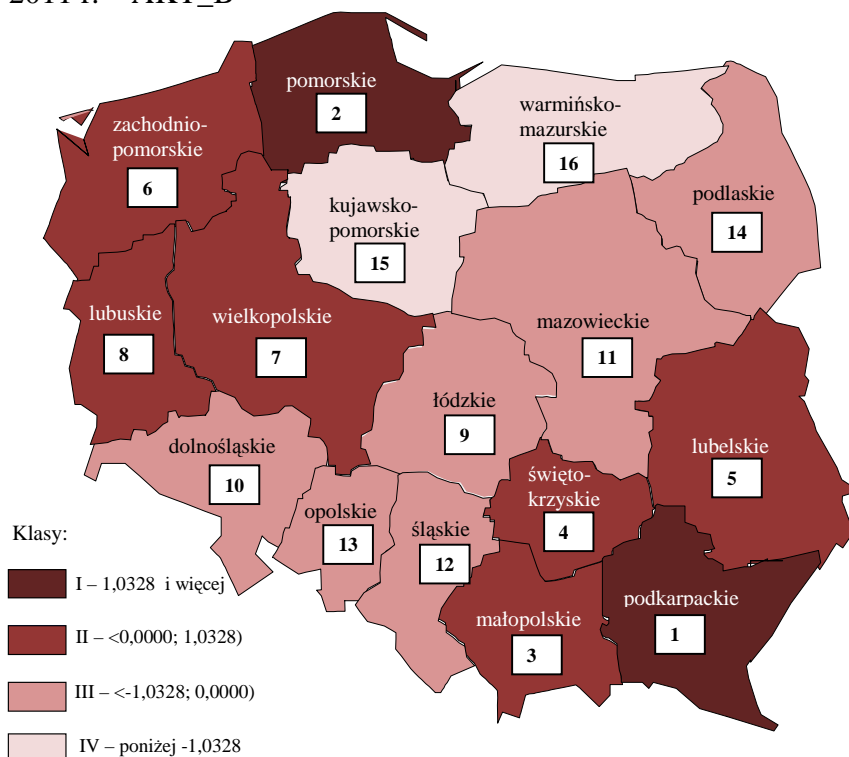 2011 r. – AKT_B
pomorskie
2
warmińsko-
mazurskie
16
zachodnio-
pomorskie
6
podlaskie
14
kujawsko-
pomorskie
15
lubuskie
8
wielkopolskie
7
mazowieckie
11
łódzkie
9
dolnośląskie
10
lubelskie
5
święto-
krzyskie
4
opolskie
13
śląskie
12
małopolskie
3
podkarpackie
1
Klasy:
I – 1,0328 i więcej
II – <0,0000; 1,0328)
III – <-1,0328; 0,0000)
IV – poniżej -1,0328